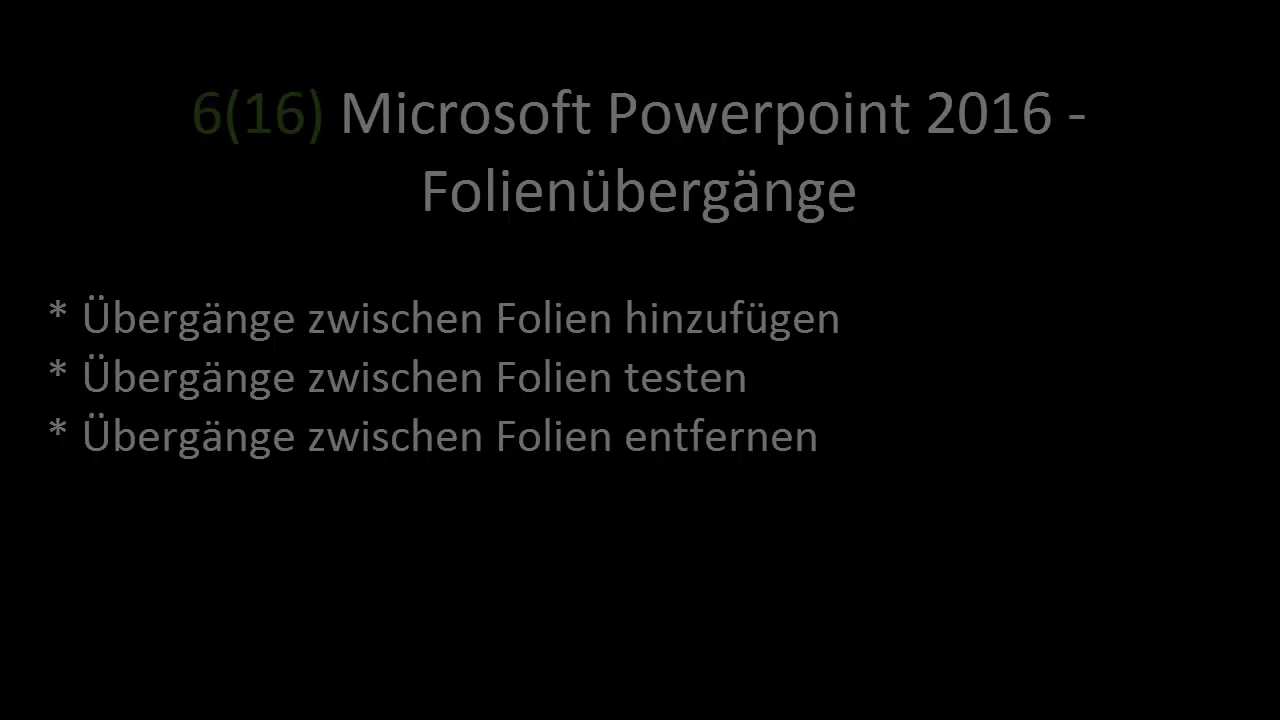 6(16) Microsoft Powerpoint 2016 -
Folienübergänge
* Übergänge zwischen Folien hinzufügen
* Übergänge zwischen Folien testen
* Übergänge zwischen Folien entfernen